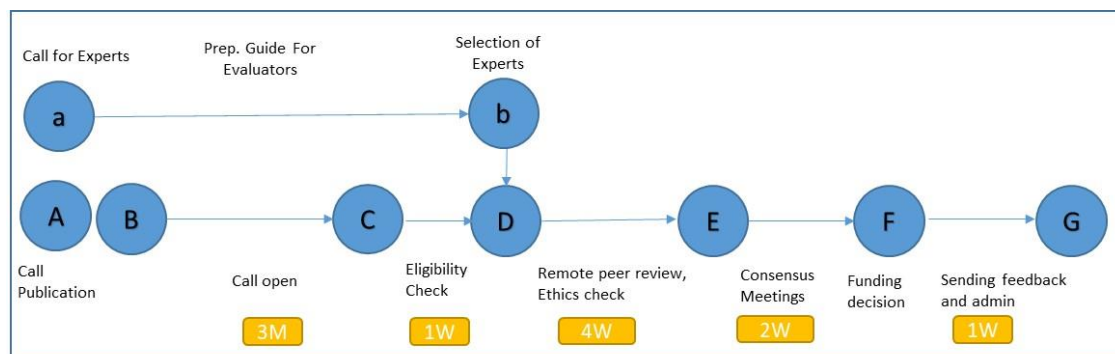 Call for Experts
Prep. Guide For
Evaluators
Selection of
Experts
a
b
A
B
C
D
E
F
G
Call
Publication
Call open
Eligibility
Check
Remote peer review,
Ethics check
Consensus
Meetings
Funding
decision
Sending feedback
and admin
3M
1W
4W
2W
1W